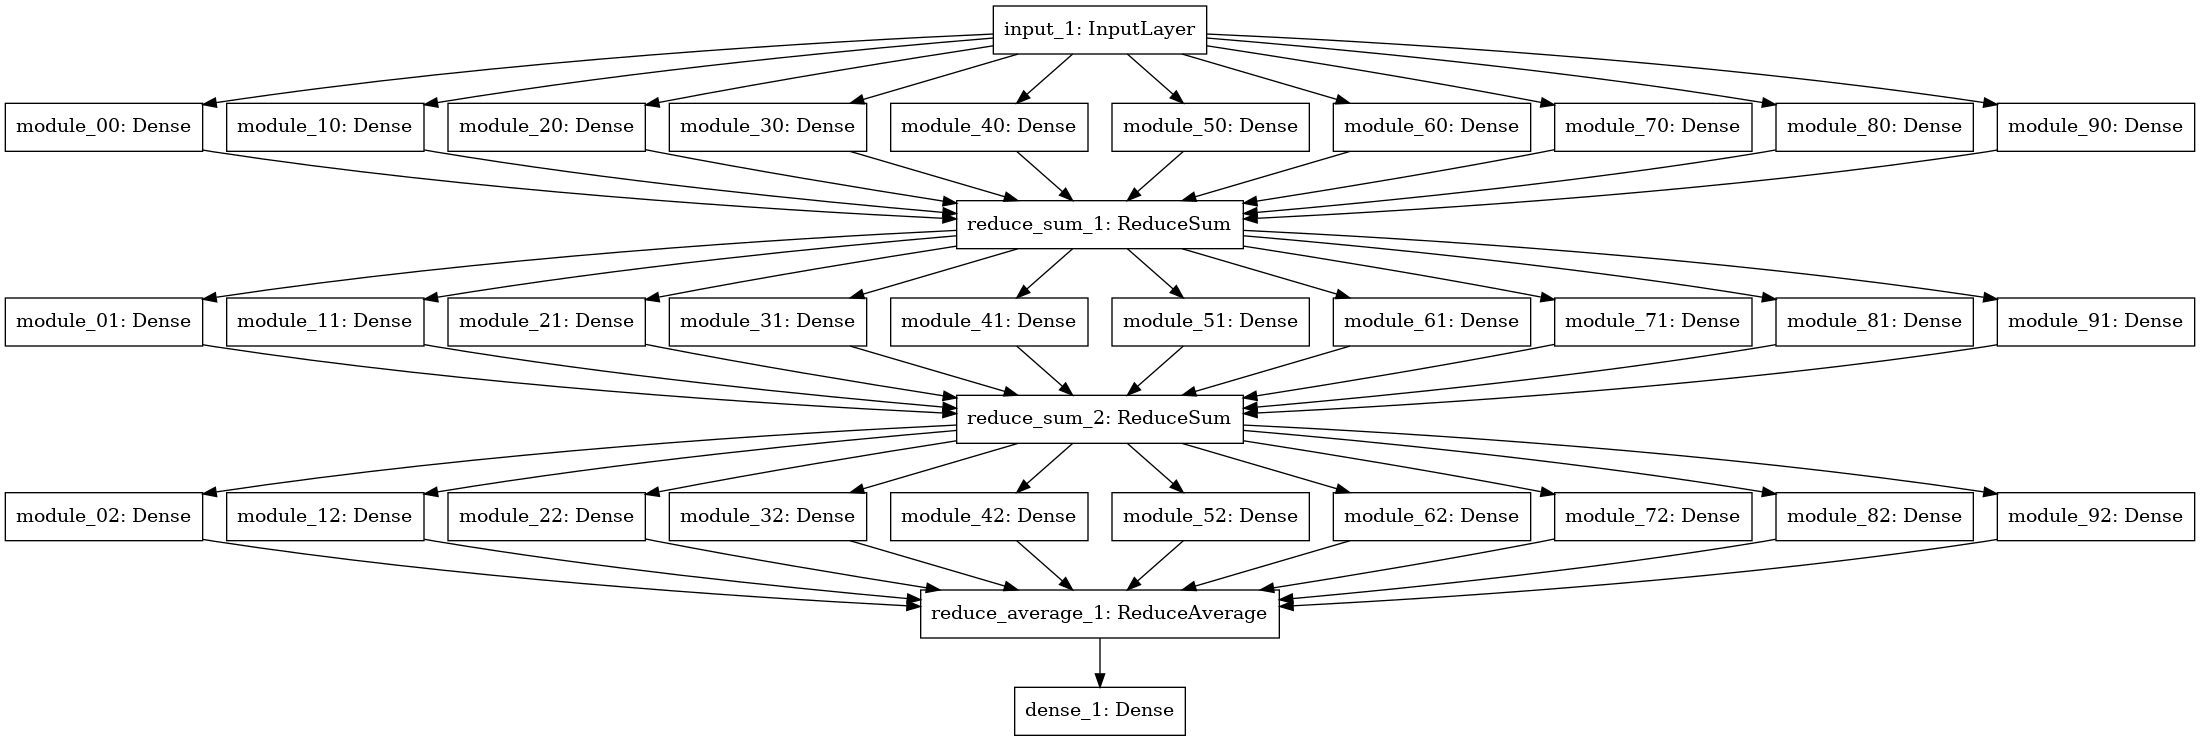 input_1: InputLayer
module_00: Dense
module_10: Dense
module_20: Dense
module_30: Dense
module_40: Dense
module_50: Dense
module_60: Dense
module_70: Dense
module_80: Dense
module_90: Dense
reduce_sum_1: ReduceSum
module_01: Dense
module_11: Dense
module_21: Dense
module_31: Dense
module_41: Dense
module_51: Dense
module_61: Dense
module_71: Dense
module_81: Dense
module_91: Dense
reduce_sum_2: ReduceSum
module_02: Dense
module_12: Dense
module_22: Dense
module_32: Dense
module_42: Dense
module_52: Dense
module_62: Dense
module_72: Dense
module_82: Dense
module_92: Dense
reduce_average_1: ReduceAverage
dense_1: Dense